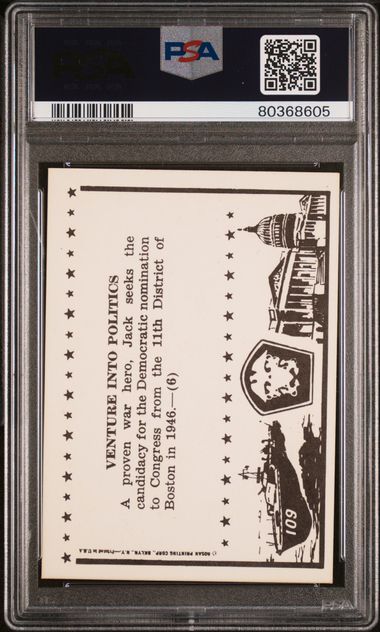 PSA
80368605
VENTURE INTO POLITICS
A proven war hero, Jack seeks the
candidacy for the Democratic nomination
to Congress from the 11th District of
Boston in 1946.—(6)
109
© ROSAN PRINTING CORP., BKLYN., N.Y.—Printed in U.S.A.
PSA